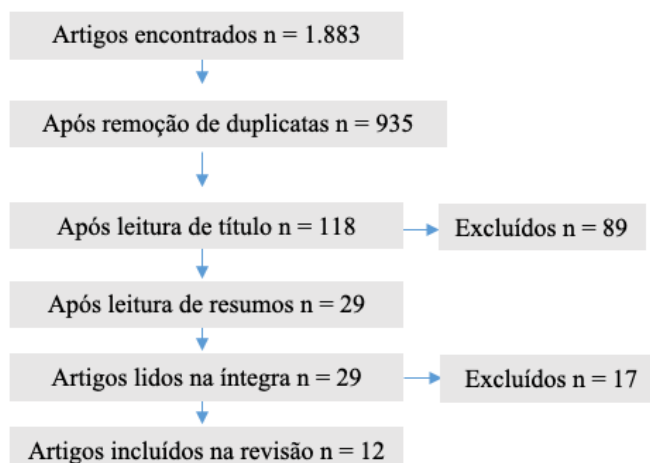 Artigos encontrados n = 1.883
Após remoção de duplicatas n = 935
Após leitura de título n = 118
Excluídos n = 89
Após leitura de resumos n = 29
Artigos lidos na íntegra n = 29
Excluídos n = 17
Artigos incluídos na revisão n = 12